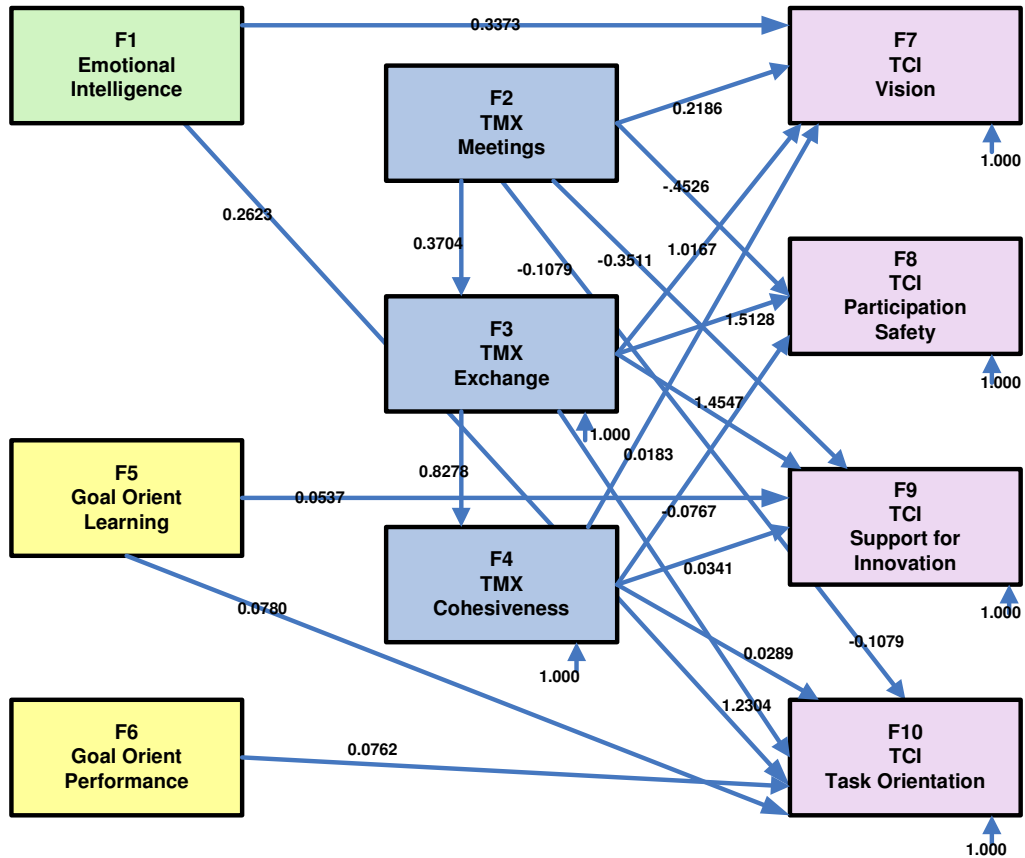 F1
Emotional
Intelligence
0.3373
F7
TCI
Vision
F2
TMX
Meetings
0.2186
1.000
-.4526
0.2623
0.3704
-0.1079
-0.3511
1.0167
F8
TCI
Participation
Safety
F3
TMX
Exchange
1.5128
1.000
1.4547
1.000
0.8278
0.0183
F5
Goal Orient
Learning
0.0537
-0.0767
F9
TCI
Support for
Innovation
F4
TMX
Cohesiveness
0.0341
0.0780
1.000
0.0289
-0.1079
1.000
1.2304
F6
Goal Orient
Performance
0.0762
F10
TCI
Task Orientation
1.000